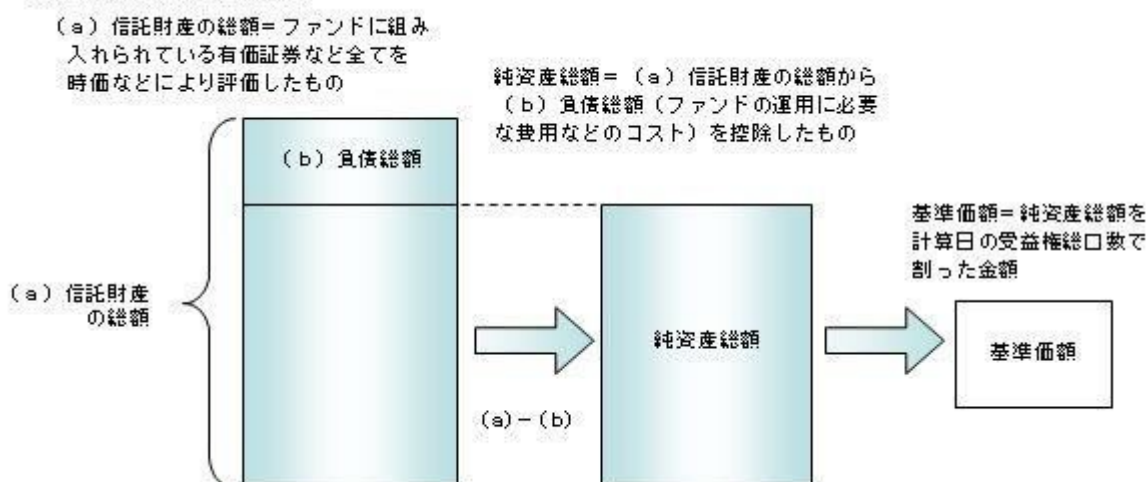 （a）信託財産の総額＝ファンドに組み
入れられている有価証券など全てを
時価などにより評価したもの
純資産総額＝（a）信託財産の総額から
（b）負債総額（ファンドの運用に必要
な費用などのコスト）を控除したもの
（b）負債総額
基準価額＝純資産総額を
計算日の受益権総口数で
割った金額
（a）信託財産
の総額
純資産総額
基準価額
(a)－(b)